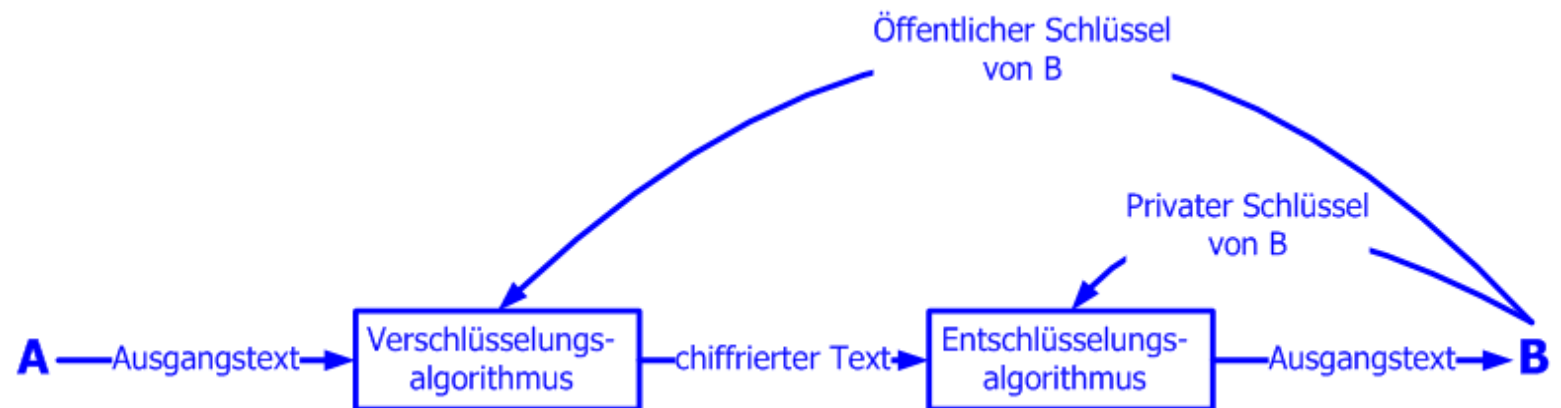 Öffentlicher Schlüssel
von B
Privater Schlüssel
von B
A
Ausgangstext
Verschlüsselungs-
algorithmus
chiffrierter Text
Entschlüsselungs-
algorithmus
Ausgangstext
B